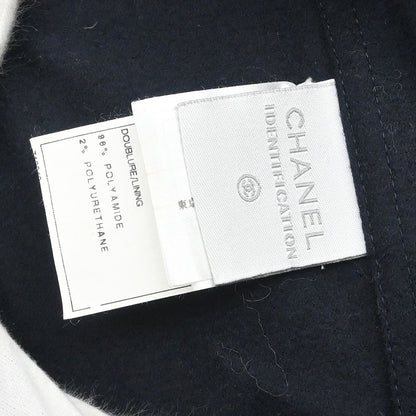 CHANEL
IDENTIFICATION
DOUBLURE/LINING
98% POLYAMIDE
2% POLYURETHANE